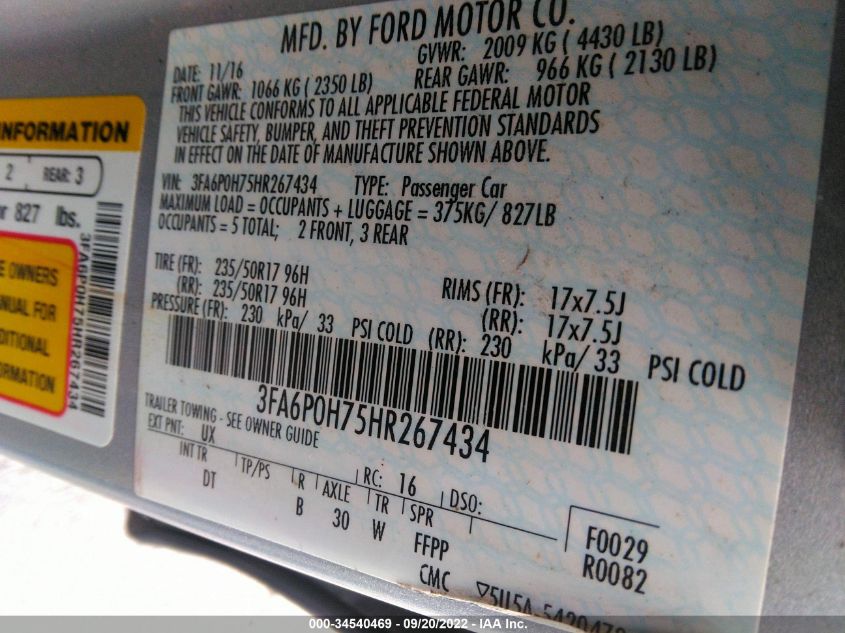 MFD. BY FORD MOTOR CO.
DATE: 11/16 GVWR: 2009 KG ( 4430 LB)
FRONT GAWR: 1066 KG ( 2350 LB) REAR GAWR: 966 KG ( 2130 LB)
THIS VEHICLE CONFORMS TO ALL APPLICABLE FEDERAL MOTOR
VEHICLE SAFETY, BUMPER, AND THEFT PREVENTION STANDARDS
IN EFFECT ON THE DATE OF MANUFACTURE SHOWN ABOVE.
VIN: 3FA6P0H75HR267434 TYPE: Passenger Car
MAXIMUM LOAD = OCCUPANTS + LUGGAGE = 375KG/ 827LB
OCCUPANTS = 5 TOTAL; 2 FRONT, 3 REAR
TIRE (FR): 235/50R17 96H RIMS (FR): 17x7.5J
(RR): 235/50R17 96H (RR): 17x7.5J
PRESSURE (FR): 230 kPa/ 33 PSI COLD (RR): 230 kPa/ 33 PSI COLD
3FA6P0H75HR267434
TRAILER TOWING - SEE OWNER GUIDE
EXT PNT: UX RC: 16 DSO:
INT TR TP/PS R AXLE TR SPR
DT B 30 W FFPP
F0029
R0082
CMC
INFORMATION
2 REAR: 3
827 lbs.
3FA6P0H75HR267434
OWNERS
FOR
000-34540469 - 09/20/2022 - IAA Inc.